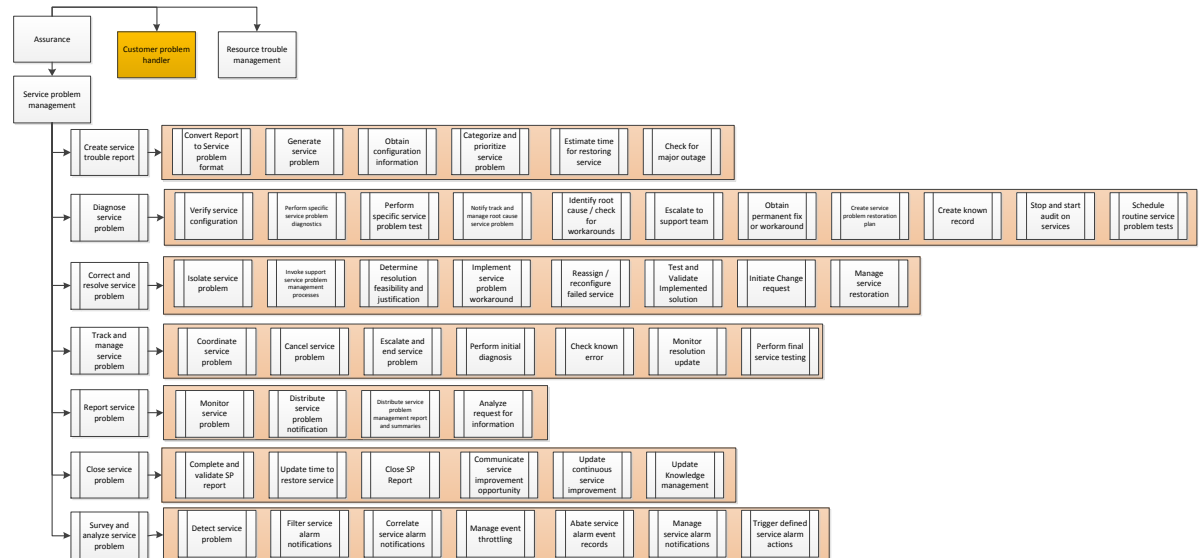 Assurance
Customer problem
handler
Resource trouble
management
Service problem
management
Create service
trouble report
Convert Report
to Service
problem
format
Generate
service
problem
Obtain
configuration
information
Categorize and
prioritize
service
problem
Estimate time
for restoring
service
Check for
major outage
Diagnose
service
problem
Verify service
configuration
Perform specific
service problem
diagnostics
Perform
specific service
problem test
Notify track and
manage root cause
service problem
Identify root
cause / check
for
workarounds
Escalate to
support team
Obtain
permanent fix
or workaround
Create service
problem restoration
plan
Create known
record
Stop and start
audit on
services
Schedule
routine service
problem tests
Correct and
resolve service
problem
Isolate service
problem
Invoke support
service problem
management
processes
Determine
resolution
feasibility and
justification
Implement
service
problem
workaround
Reassign /
reconfigure
failed service
Test and
Validate
Implemented
solution
Initiate Change
request
Manage
service
restoration
Track and
manage
service
problem
Coordinate
service
problem
Cancel service
problem
Escalate and
end service
problem
Perform initial
diagnosis
Check known
error
Monitor
resolution
update
Perform final
service testing
Report service
problem
Monitor
service
problem
Distribute
service
problem
notification
Distribute service
problem
management report
and summaries
Analyze
request for
information
Close service
problem
Complete and
validate SP
report
Update time to
restore service
Close SP
Report
Communicate
service
improvement
opportunity
Update
continuous
service
improvement
Update
Knowledge
management
Survey and
analyze service
problem
Detect service
problem
Filter service
alarm
notifications
Correlate
service alarm
notifications
Manage event
throttling
Abate service
alarm event
records
Manage
service alarm
notifications
Trigger defined
service alarm
actions